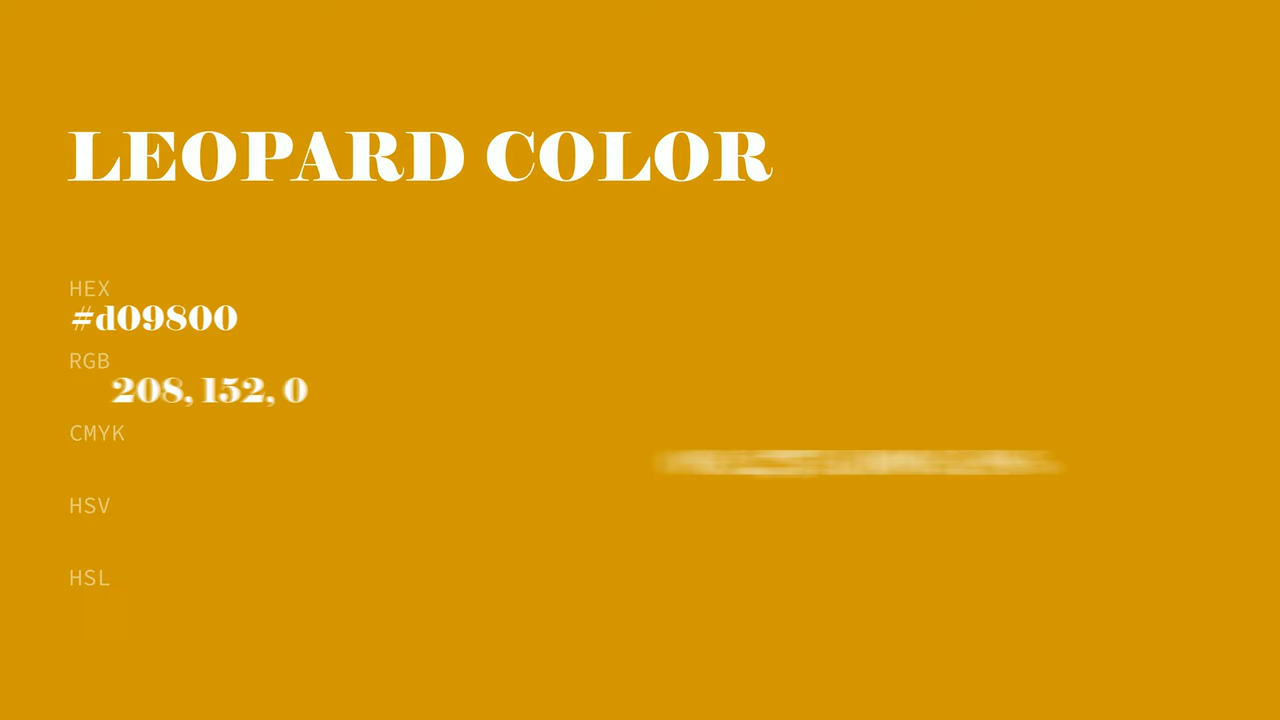 LEOPARD COLOR
HEX
#d09800
RGB
208, 152, 0
CMYK
HSV
HSL